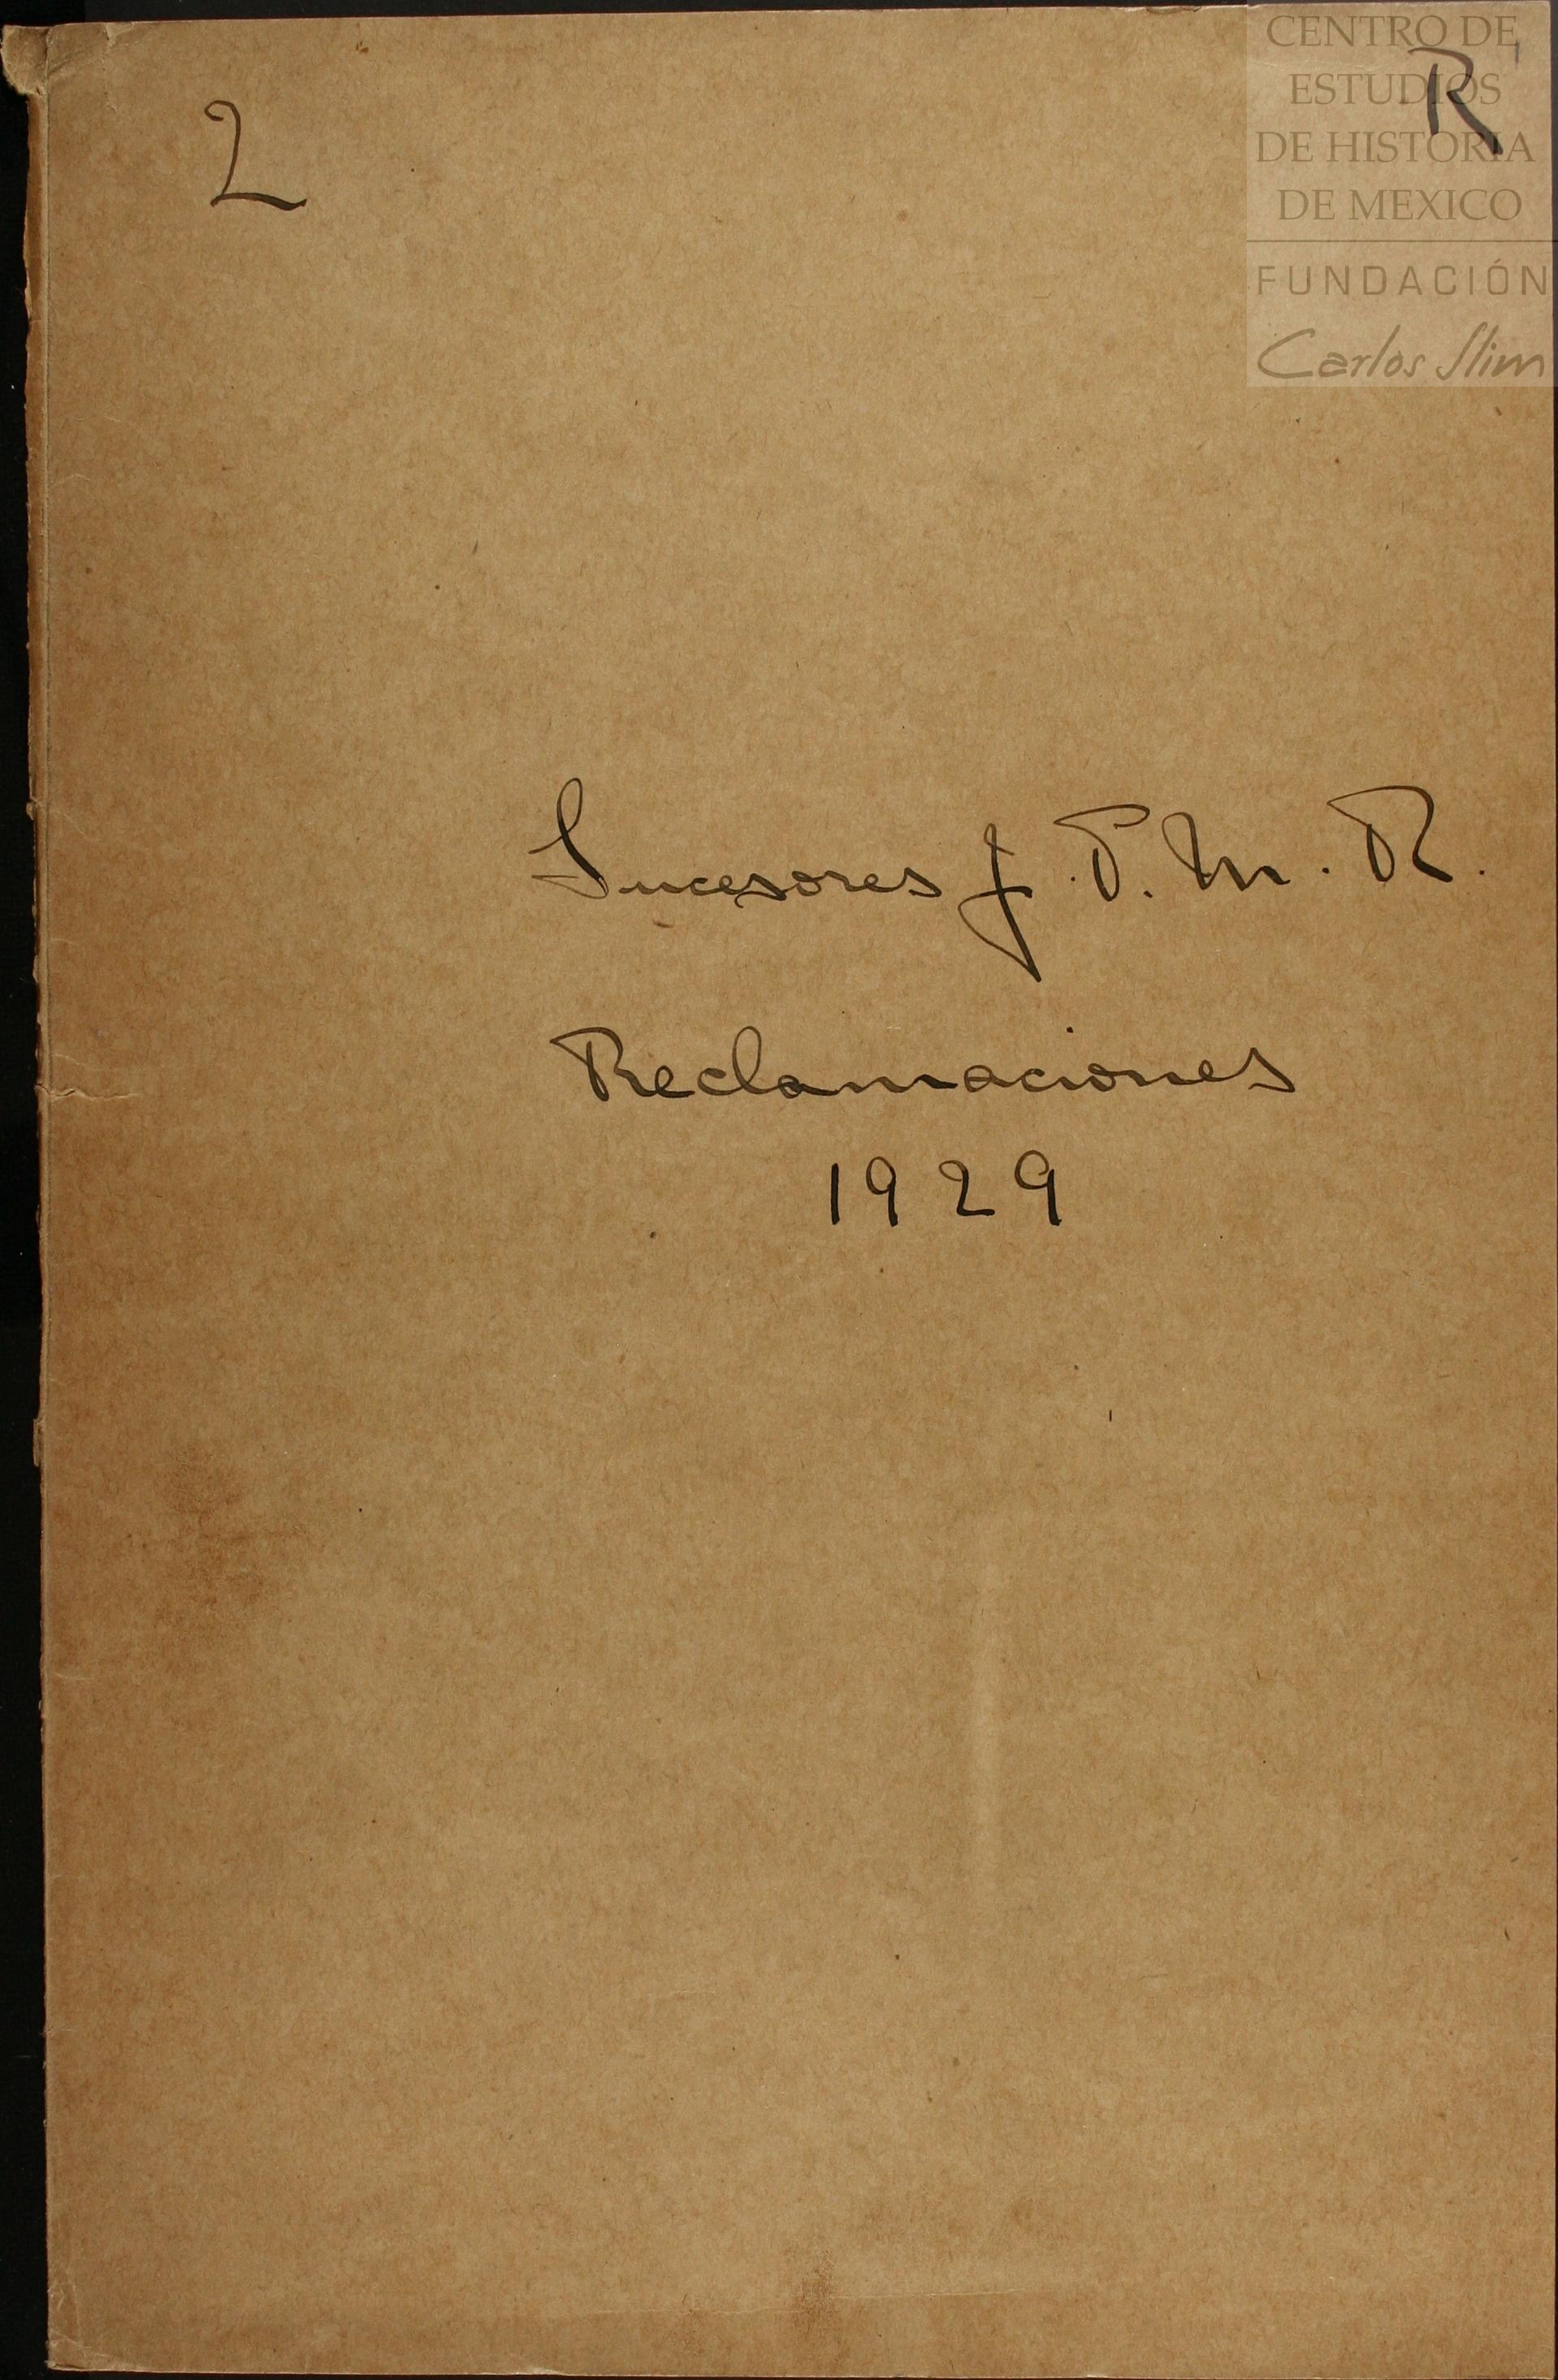 2
R
CENTRO DE
ESTUDIOS
DE HISTORIA
DE MEXICO
FUNDACIÓN
Carlos Slim
Sucesores J. P. M. R.
Reclamaciones
1929